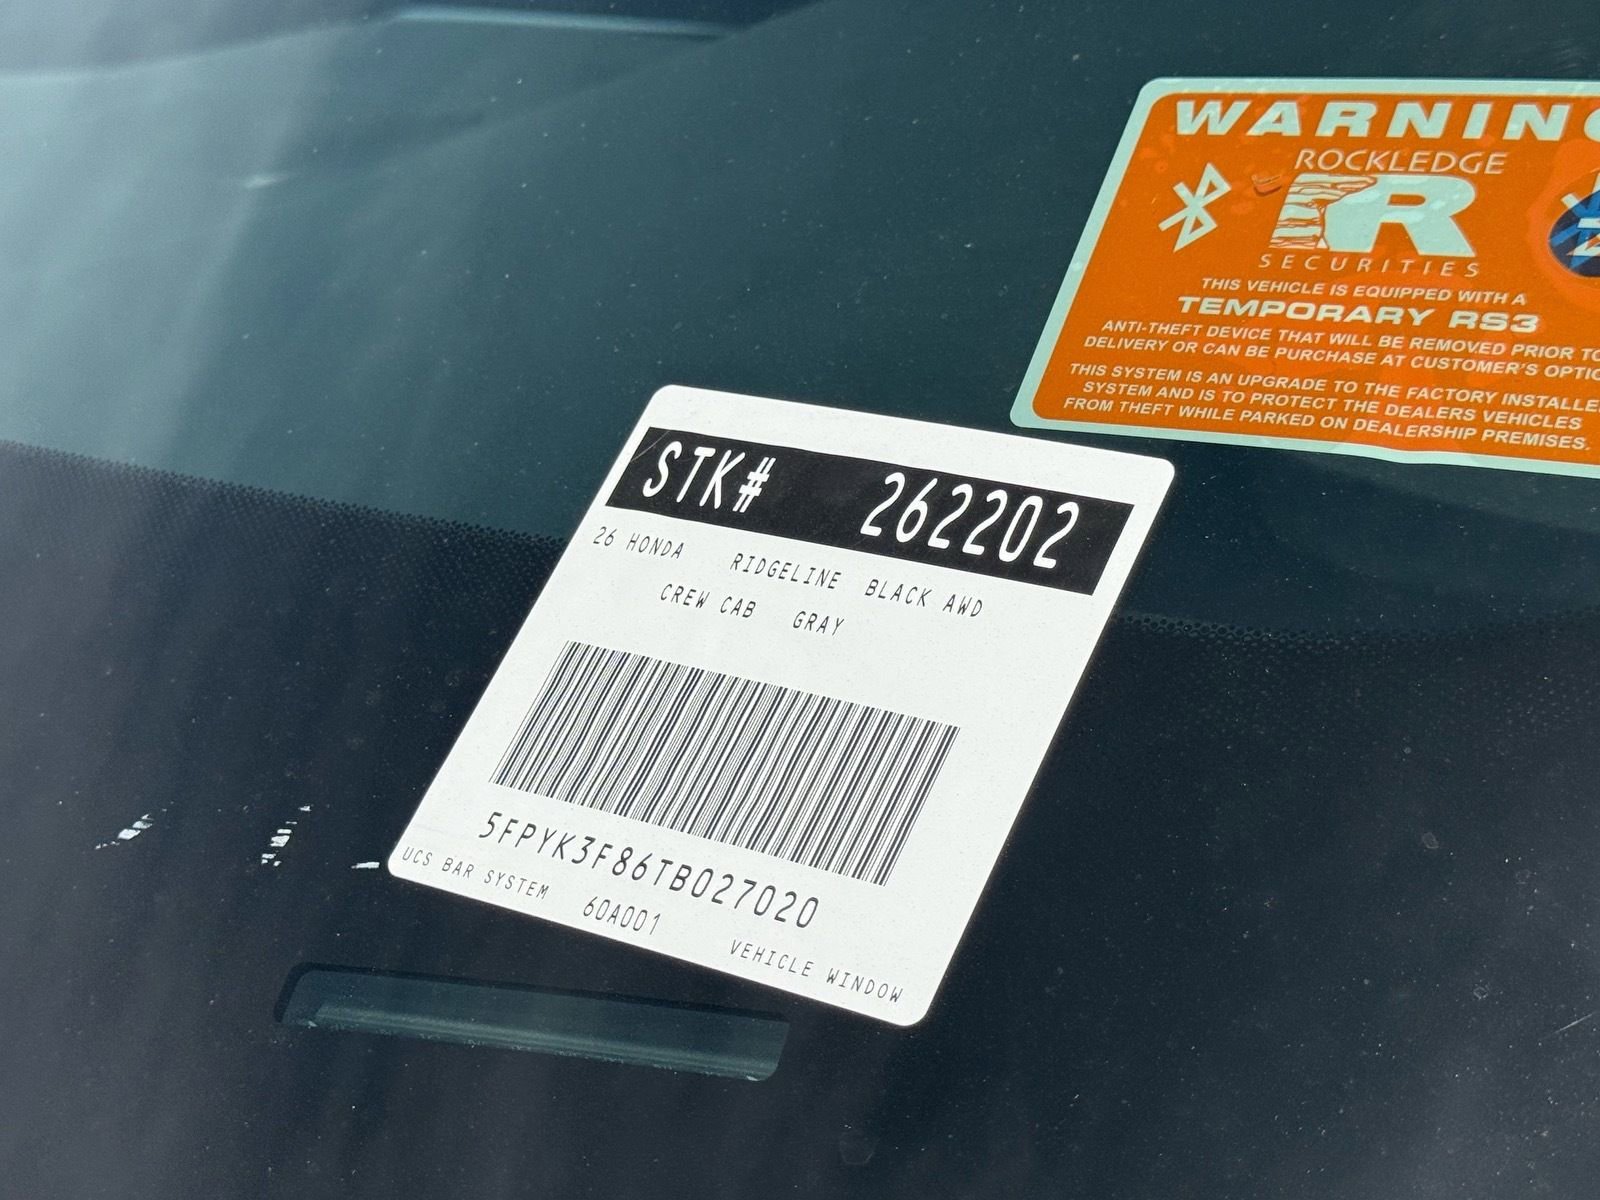 WARNING
ROCKLEDGE
R
SECURITIES
THIS VEHICLE IS EQUIPPED WITH A
TEMPORARY RS3
ANTI-THEFT DEVICE THAT WILL BE REMOVED PRIOR TO
DELIVERY OR CAN BE PURCHASE AT CUSTOMER'S OPTIO
THIS SYSTEM IS AN UPGRADE TO THE FACTORY INSTALLE
SYSTEM AND IS TO PROTECT THE DEALERS VEHICLES
FROM THEFT WHILE PARKED ON DEALERSHIP PREMISES.
STK# 262202
26 HONDA RIDGELINE BLACK AWD
CREW CAB GRAY
5FPYK3F86TB027020
UCS BAR SYSTEM 60A001 VEHICLE WINDOW